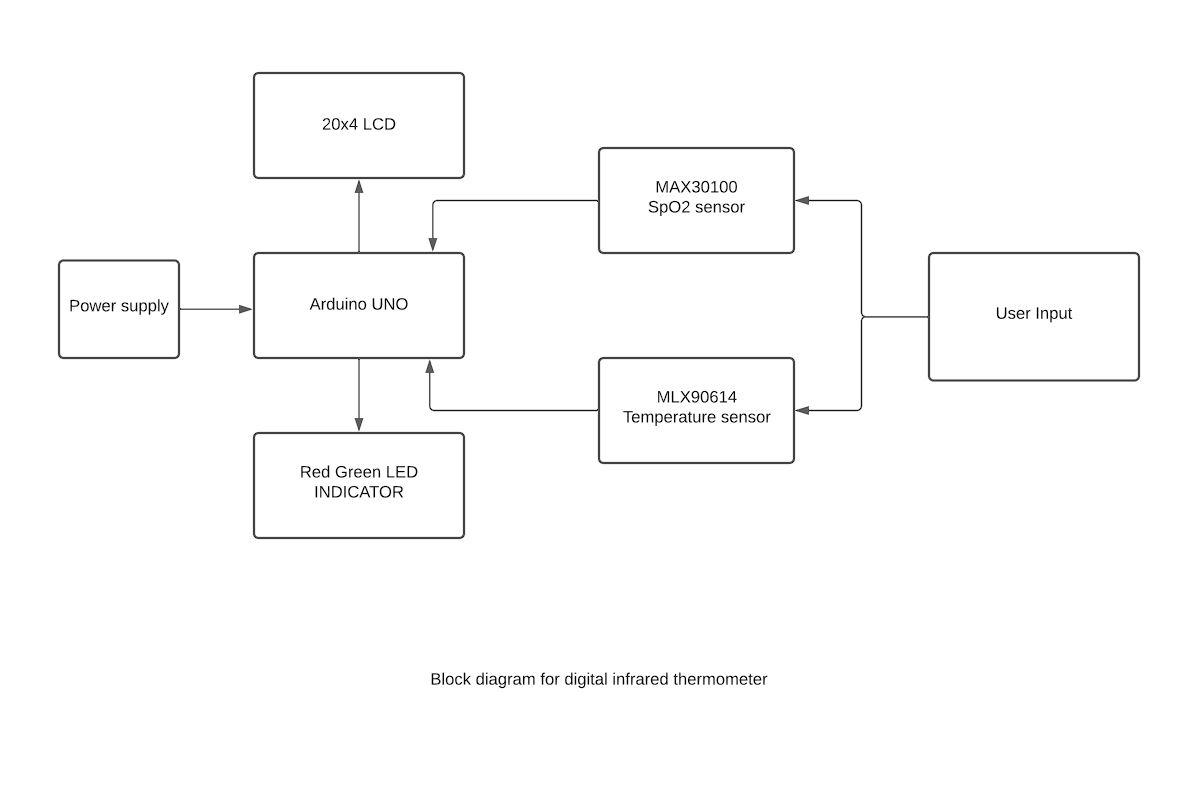 20x4 LCD
MAX30100
SpO2 sensor
Power supply
Arduino UNO
User Input
MLX90614
Temperature sensor
Red Green LED
INDICATOR
Block diagram for digital infrared thermometer